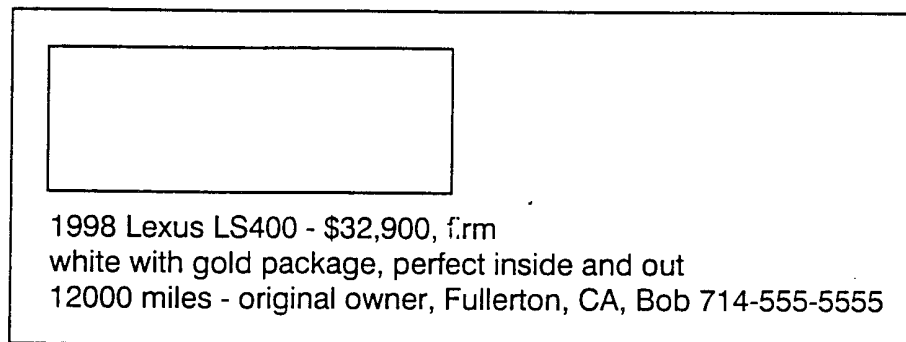 1998 Lexus LS400 - $32,900, firm
white with gold package, perfect inside and out
12000 miles - original owner, Fullerton, CA, Bob 714-555-5555